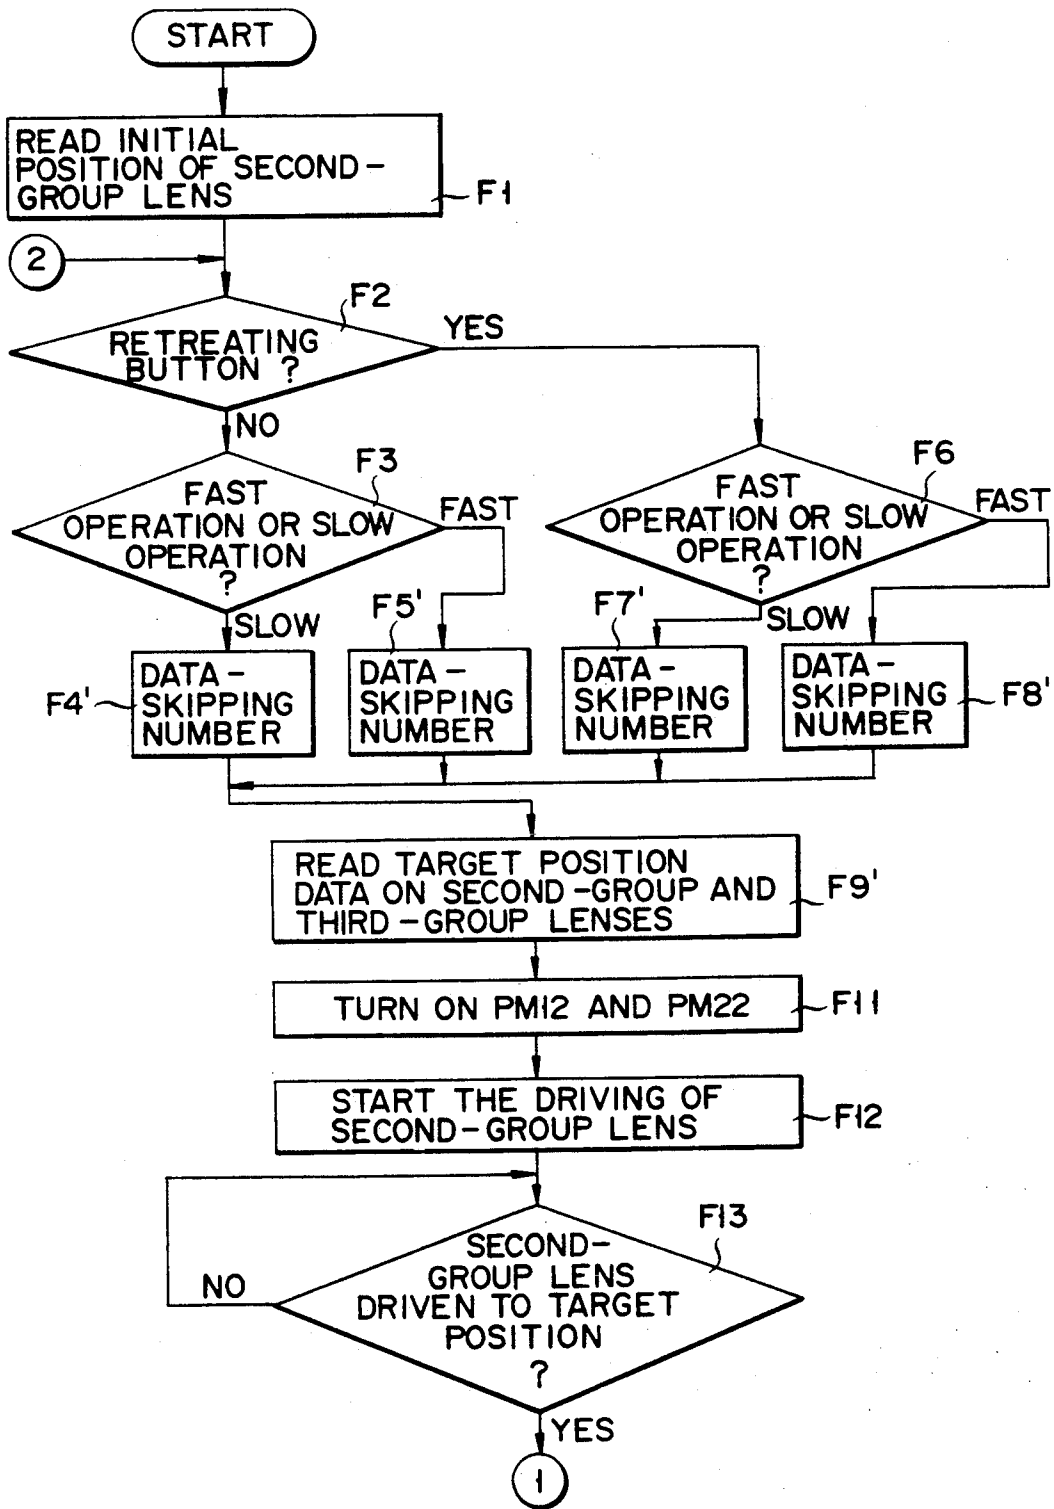 START
READ INITIAL
POSITION OF SECOND-
GROUP LENS
F1
2
F2
RETREATING
BUTTON ?
YES
NO
F3
FAST
OPERATION OR SLOW
OPERATION
?
FAST
SLOW
F6
FAST
OPERATION OR SLOW
OPERATION
?
FAST
SLOW
F4'
DATA-
SKIPPING
NUMBER
F5'
DATA-
SKIPPING
NUMBER
F7'
DATA-
SKIPPING
NUMBER
DATA-
SKIPPING
NUMBER
F8'
READ TARGET POSITION
DATA ON SECOND-GROUP AND
THIRD-GROUP LENSES
F9'
TURN ON PM12 AND PM22
F11
START THE DRIVING OF
SECOND-GROUP LENS
F12
F13
SECOND-
GROUP LENS
DRIVEN TO TARGET
POSITION
?
NO
YES
1